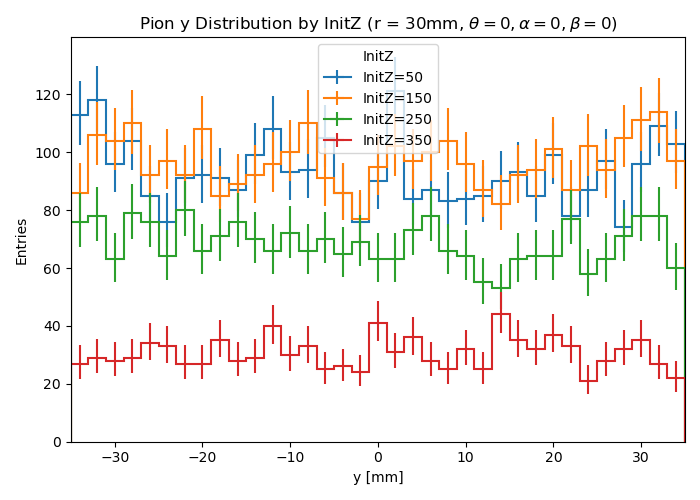 Pion y Distribution by InitZ (r = 30mm, θ = 0, α = 0, β = 0)
InitZ
InitZ=50
InitZ=150
InitZ=250
InitZ=350
Entries
120
100
80
60
40
20
0
−30 −20 −10 0 10 20 30
y [mm]